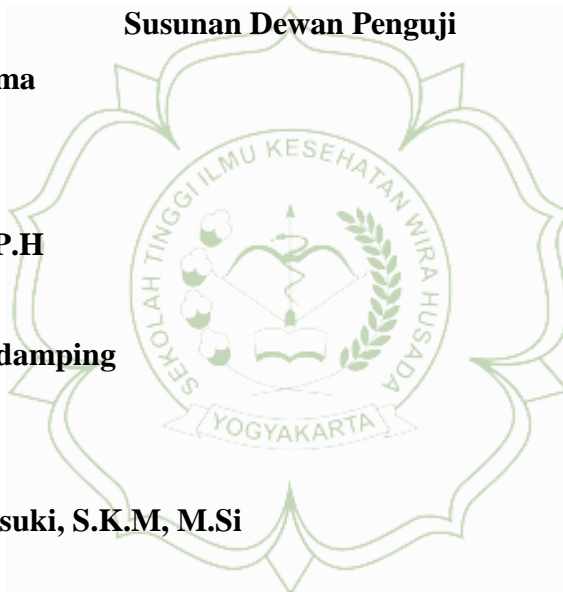 Susunan Dewan Penguji
ma
P.H
damping
suki, S.K.M, M.Si
SEKOLAH TINGGI ILMU KESEHATAN WIRA HUSADA
YOGYAKARTA